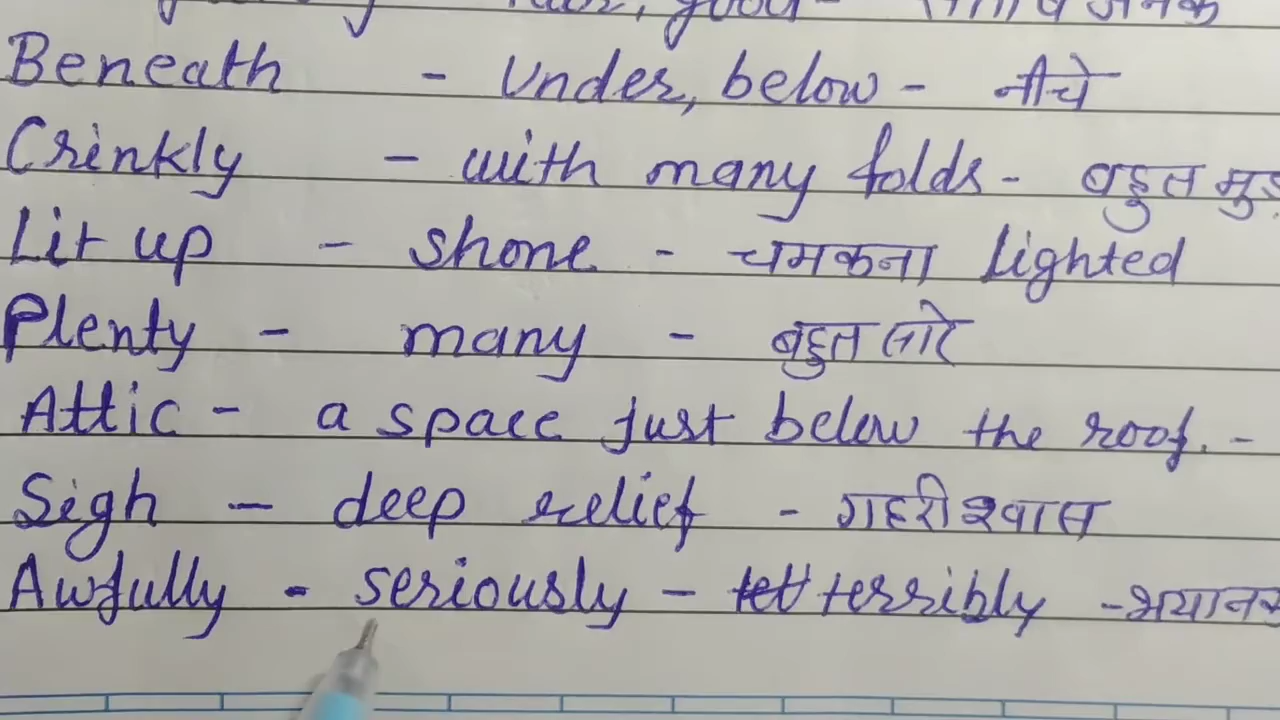 good -
Beneath - Under, below - नीचे
Crinkly - with many folds - बहुत
Lit up - shone - चमकना lighted
Plenty - many - बहुत सारे
Attic - a space just below the roof. -
Sigh - deep relief - गहरी श्वास
Awfully - seriously - terribly -